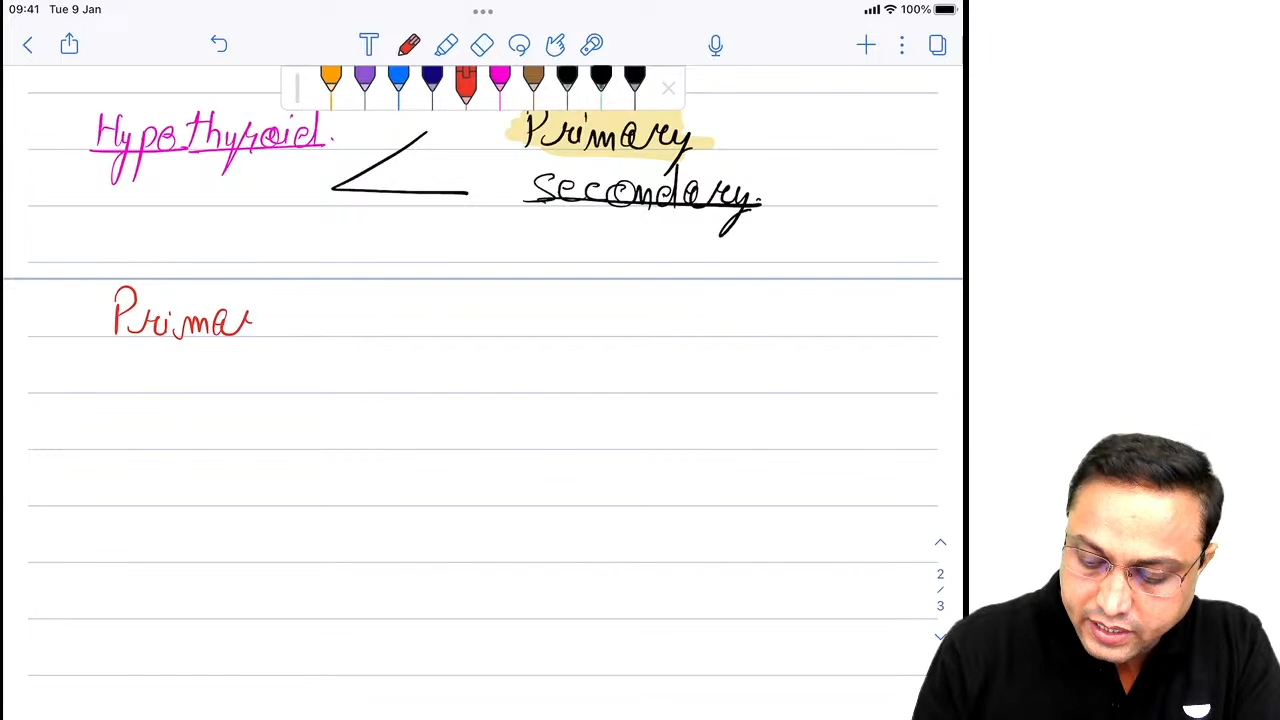 09:41 Tue 9 Jan
100%
T
Hypothyroid.
Primary
secondary.
Primar
2
/
3